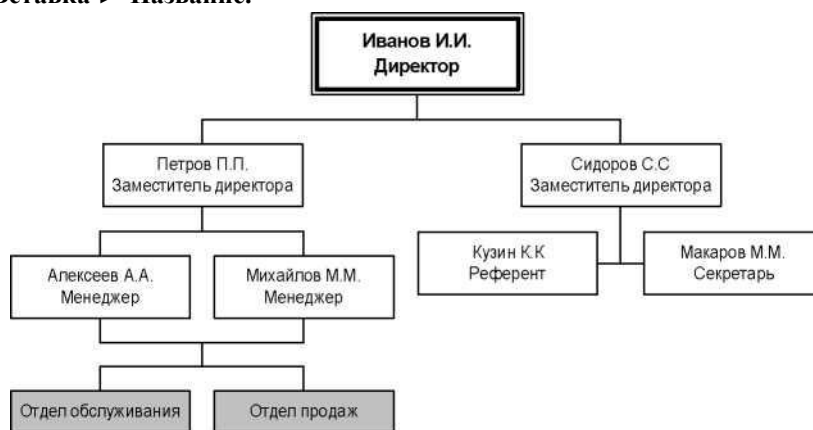 Вставка > Название.
Иванов И.И.
Директор
Петров П.П.
Заместитель директора
Сидоров С.С
Заместитель директора
Алексеев А.А.
Менеджер
Михайлов М.М.
Менеджер
Кузин К.К
Референт
Макаров М.М.
Секретарь
Отдел обслуживания
Отдел продаж